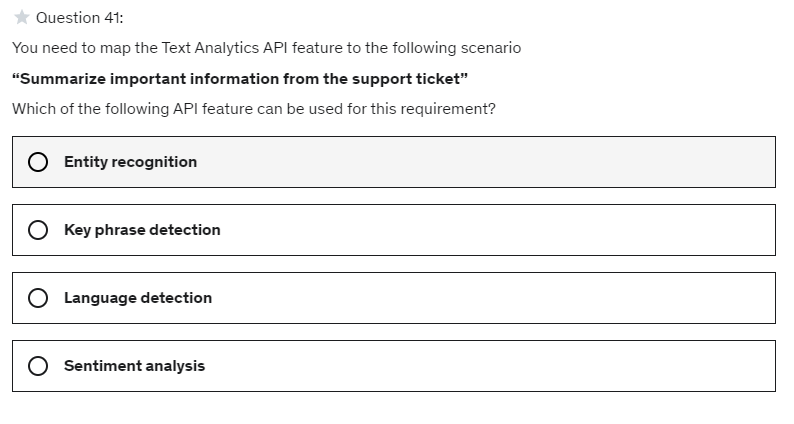 Question 41:
You need to map the Text Analytics API feature to the following scenario
“Summarize important information from the support ticket”
Which of the following API feature can be used for this requirement?
Entity recognition
Key phrase detection
Language detection
Sentiment analysis